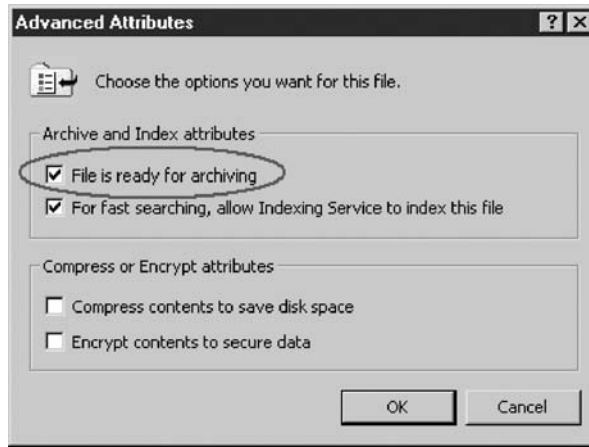 Advanced Attributes
Choose the options you want for this file.
Archive and Index attributes
File is ready for archiving
For fast searching, allow Indexing Service to index this file
Compress or Encrypt attributes
Compress contents to save disk space
Encrypt contents to secure data
OK
Cancel